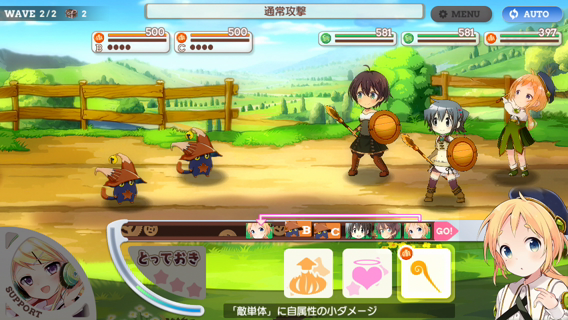 WAVE 2/2 2
通常攻撃
MENU
AUTO
500
B
500
C
581
581
397
B
C
GO!
とっておき
SUPPORT
「敵単体」に自属性の小ダメージ